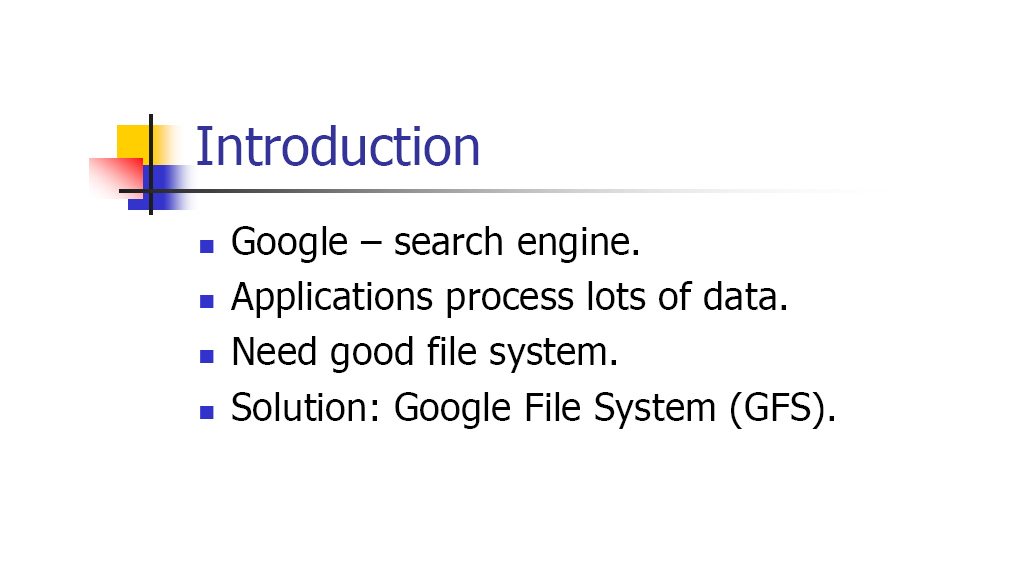 Introduction
Google – search engine.
Applications process lots of data.
Need good file system.
Solution: Google File System (GFS).